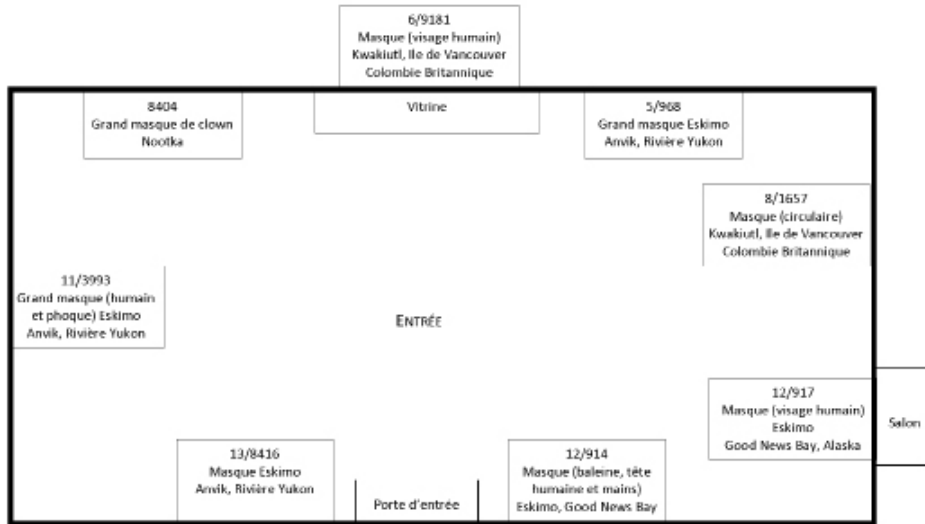 6/9181
Masque (visage humain)
Kwakiutl, Ile de Vancouver
Colombie Britannique
8404
Grand masque de clown
Nootka
Vitrine
5/968
Grand masque Eskimo
Anvik, Rivière Yukon
8/1657
Masque (circulaire)
Kwakiutl, Ile de Vancouver
Colombie Britannique
11/3993
Grand masque (humain
et phoque) Eskimo
Anvik, Rivière Yukon
ENTRÉE
12/917
Masque (visage humain)
Eskimo
Good News Bay, Alaska
Salon
13/8416
Masque Eskimo
Anvik, Rivière Yukon
Porte d'entrée
12/914
Masque (baleine, tête
humaine et mains)
Eskimo, Good News Bay